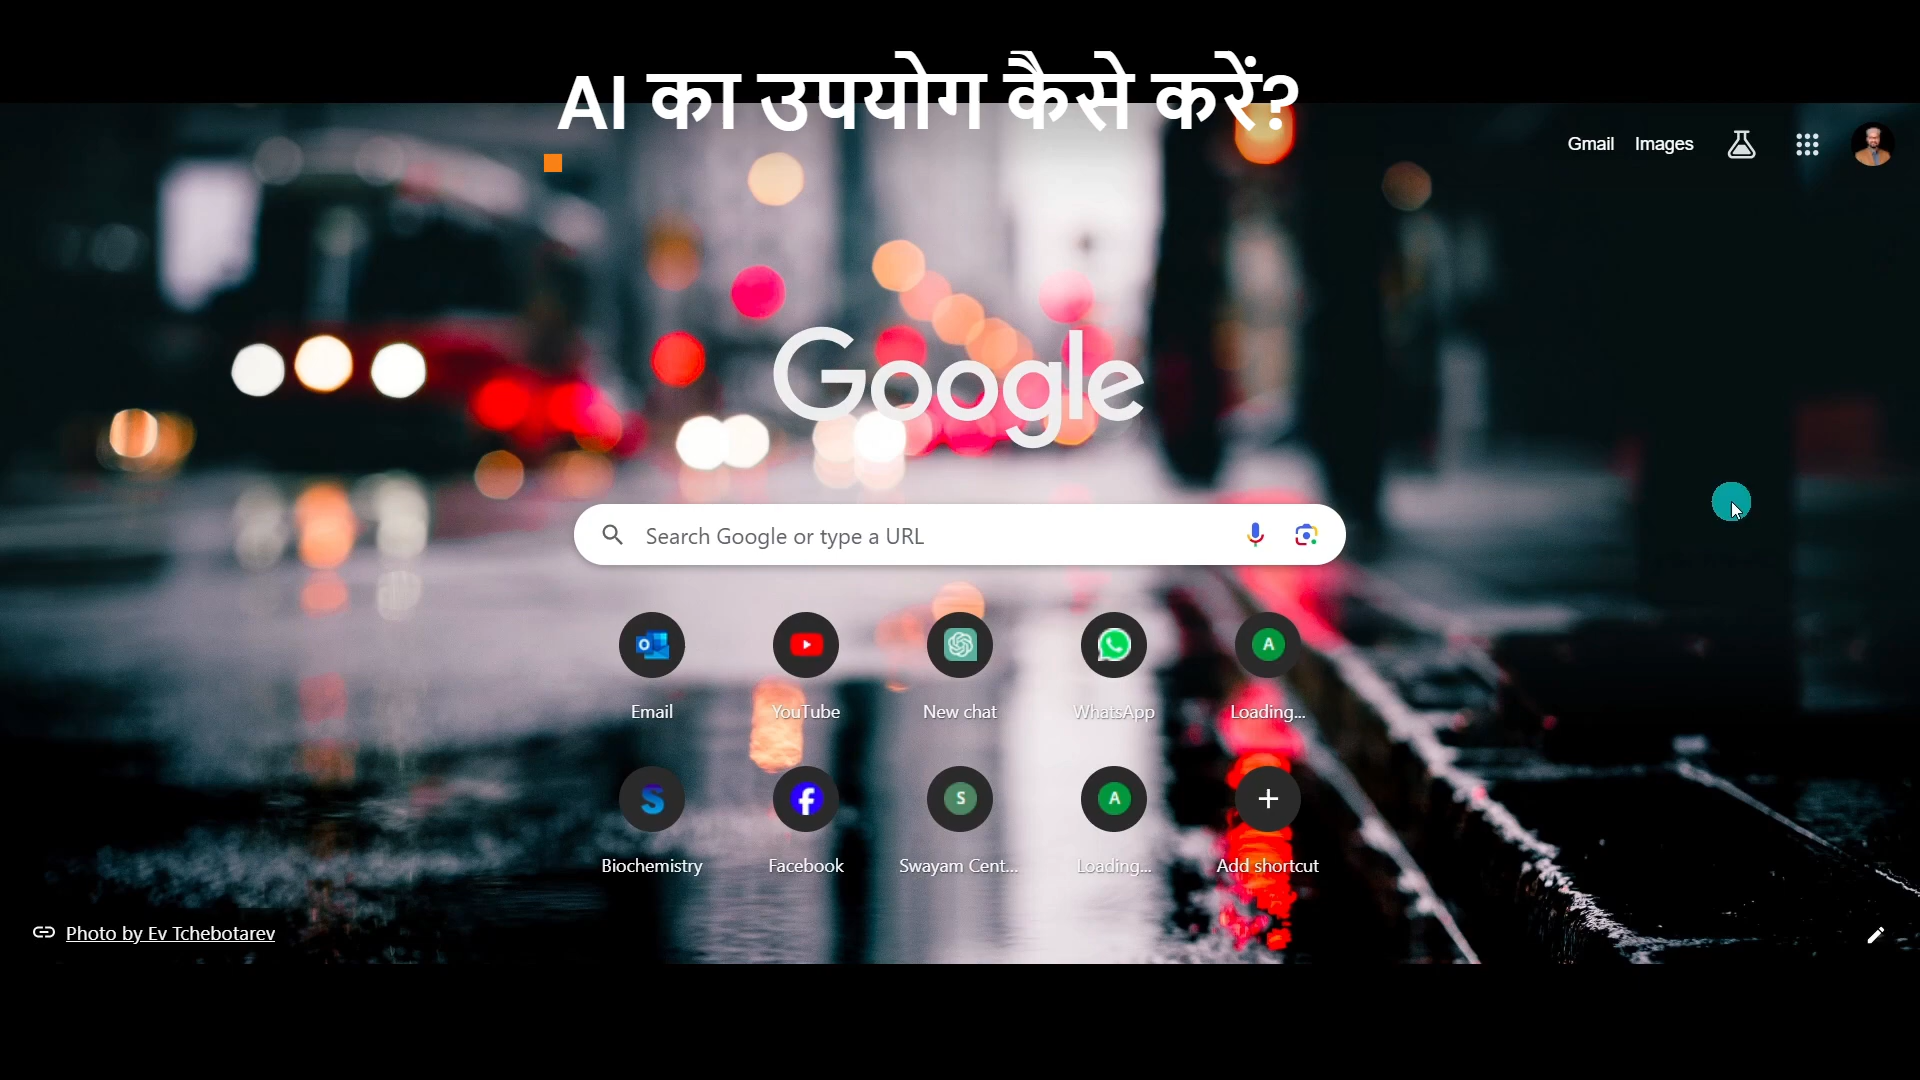 AI का उपयोग कैसे करें?
Gmail Images
Google
Search Google or type a URL
A
Email YouTube New chat WhatsApp Loading...
S A
Biochemistry Facebook Swayam Cent... Loading... Add shortcut
Photo by Ev Tchebotarev